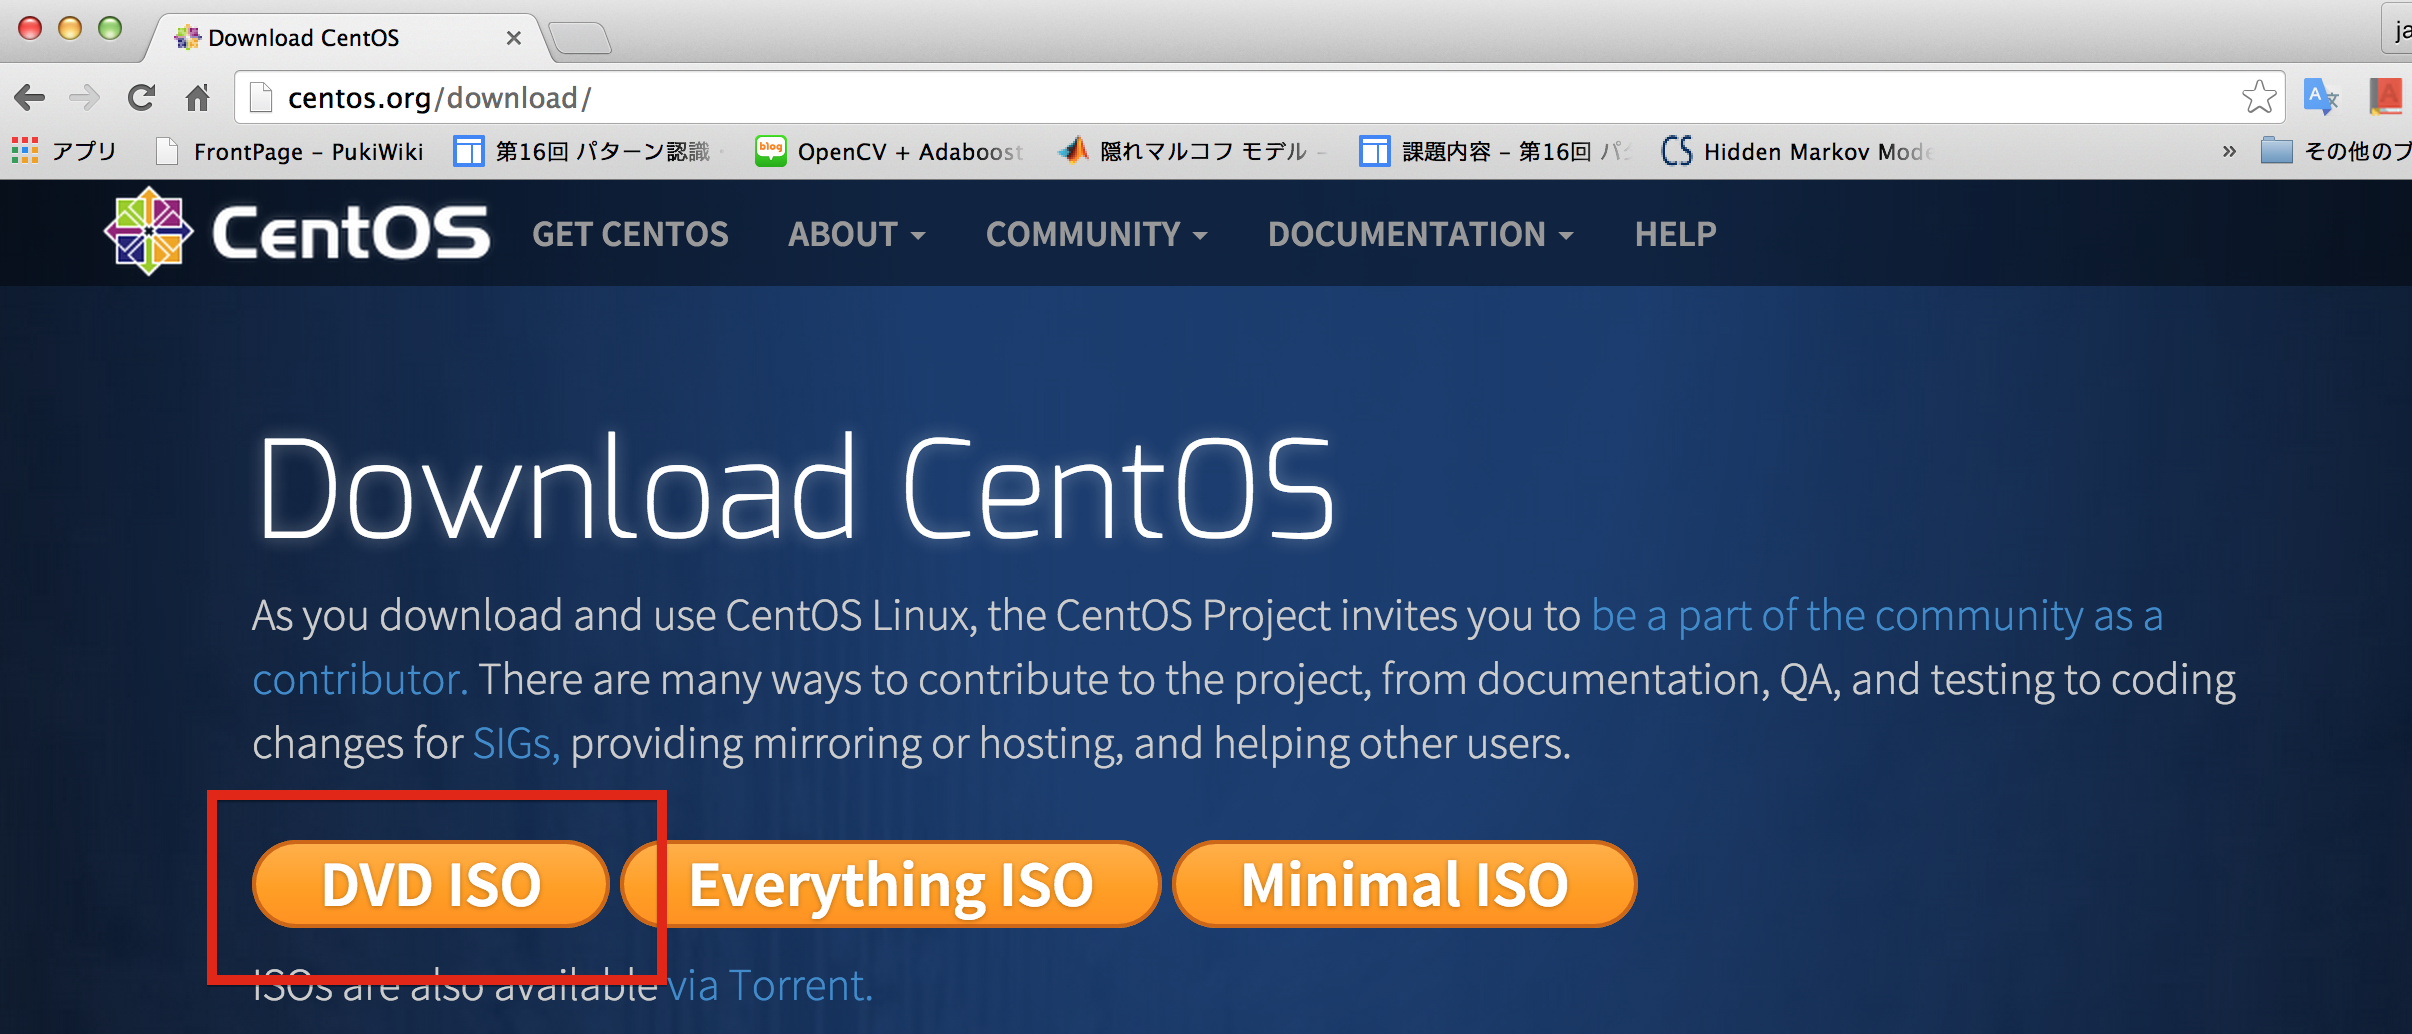 Download CentOS
centos.org/download/
アプリ FrontPage – PukiWiki 第16回 パターン認識 OpenCV + Adaboost 隠れマルコフ モデル – 課題内容 – 第16回 Hidden Markov » その他の
CentOS GET CENTOS ABOUT COMMUNITY DOCUMENTATION HELP
Download CentOS
As you download and use CentOS Linux, the CentOS Project invites you to be a part of the community as a
contributor. There are many ways to contribute to the project, from documentation, QA, and testing to coding
changes for SIGs, providing mirroring or hosting, and helping other users.
DVD ISO Everything ISO Minimal ISO
ISOs are also available via Torrent.